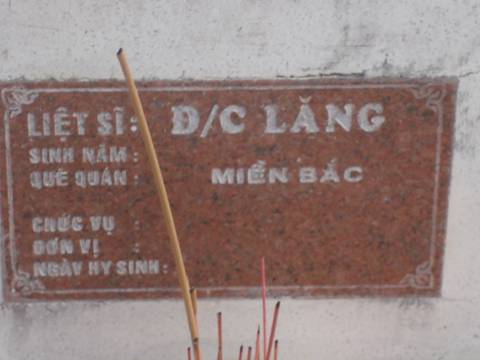 LIỆT SĨ: Đ/C LĂNG
SINH NĂM :
QUÊ QUÁN : MIỀN BẮC
CHỨC VỤ :
ĐƠN VỊ :
NGÀY HY SINH :